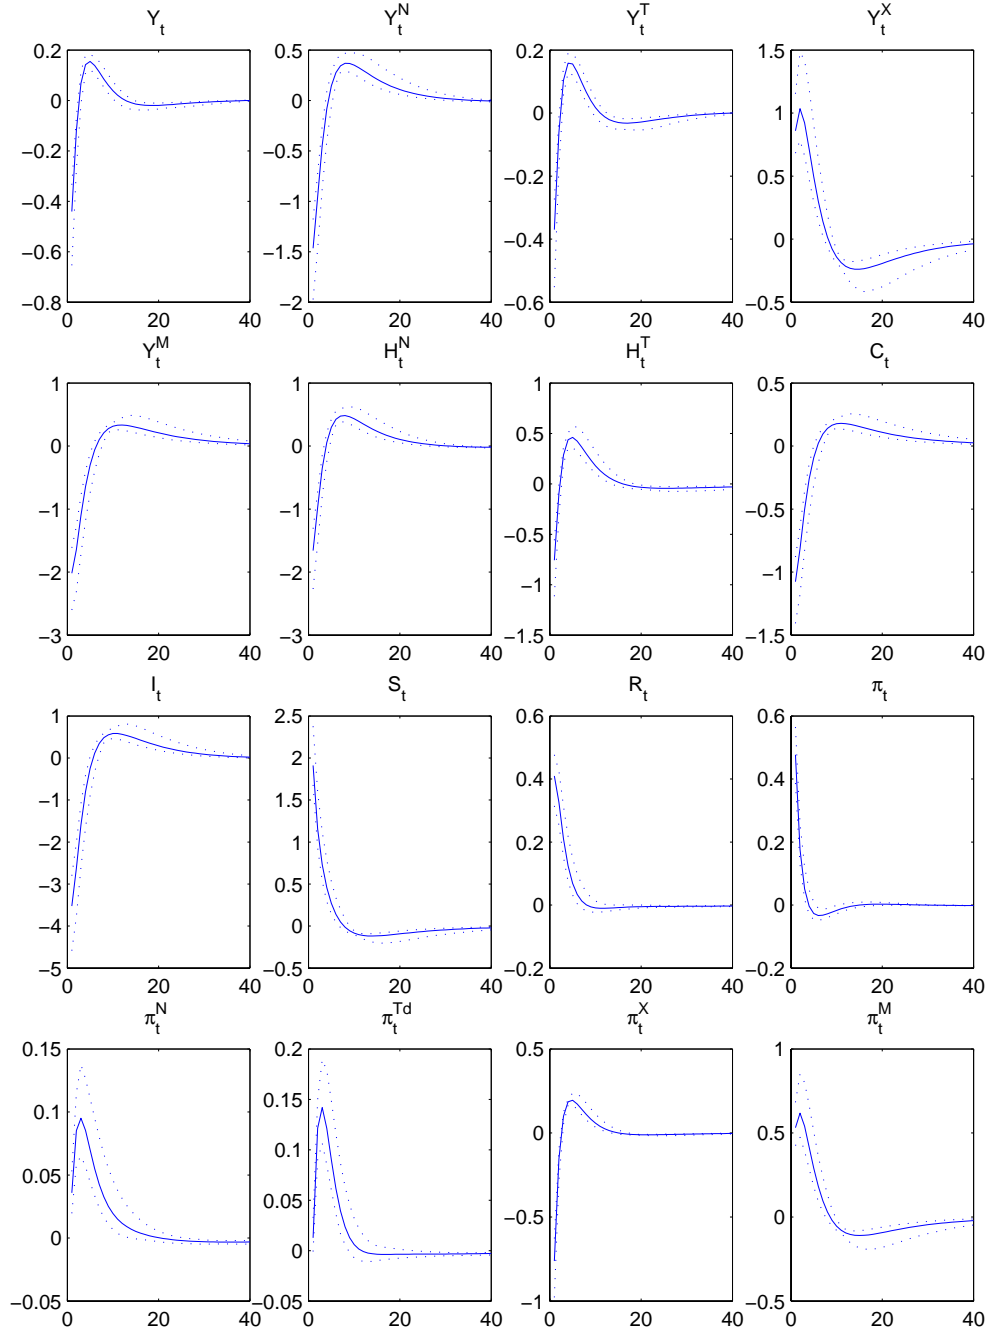 Y_t Y_t^N Y_t^T Y_t^X
0.2 0.5 0.2 1.5
0 0 0 1
−0.2 −0.5 −0.2 0.5
−0.4 −1 −0.4 0
−0.6 −1.5 −0.6 −0.5
−0.8 −2
0 20 40 0 20 40 0 20 40 0 20 40
Y_t^M H_t^N H_t^T C_t
1 1 1 0.5
0 0 0.5 0
−1 −1 0 −0.5
−2 −2 −0.5 −1
−3 −3 −1 −1.5
−1.5
0 20 40 0 20 40 0 20 40 0 20 40
I_t S_t R_t π_t
1 2.5 0.6 0.6
0 2 0.4 0.4
−1 1.5 0.2 0.2
−2 1 0 0
−3 0.5 −0.2 −0.2
−4 0
−5 −0.5
0 20 40 0 20 40 0 20 40 0 20 40
π_t^N π_t^Td π_t^X π_t^M
0.15 0.2 0.5 1
0.1 0.15 0 0.5
0.05 0.1 −0.5 0
0 0.05 −1 −0.5
−0.05 0
−0.05
0 20 40 0 20 40 0 20 40 0 20 40